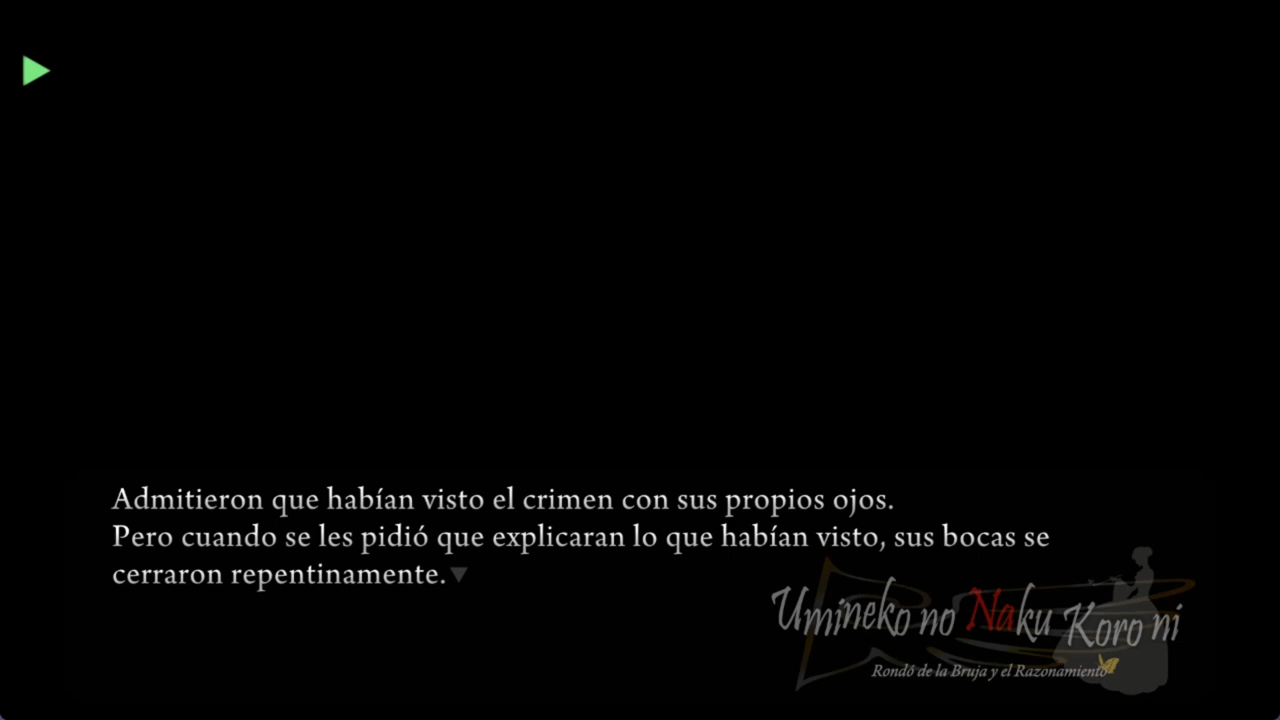 Admitieron que habían visto el crimen con sus propios ojos.
Pero cuando se les pidió que explicaran lo que habían visto, sus bocas se
cerraron repentinamente.
Umineko no Naku Koro ni
Rondó de la Bruja y el Razonamiento